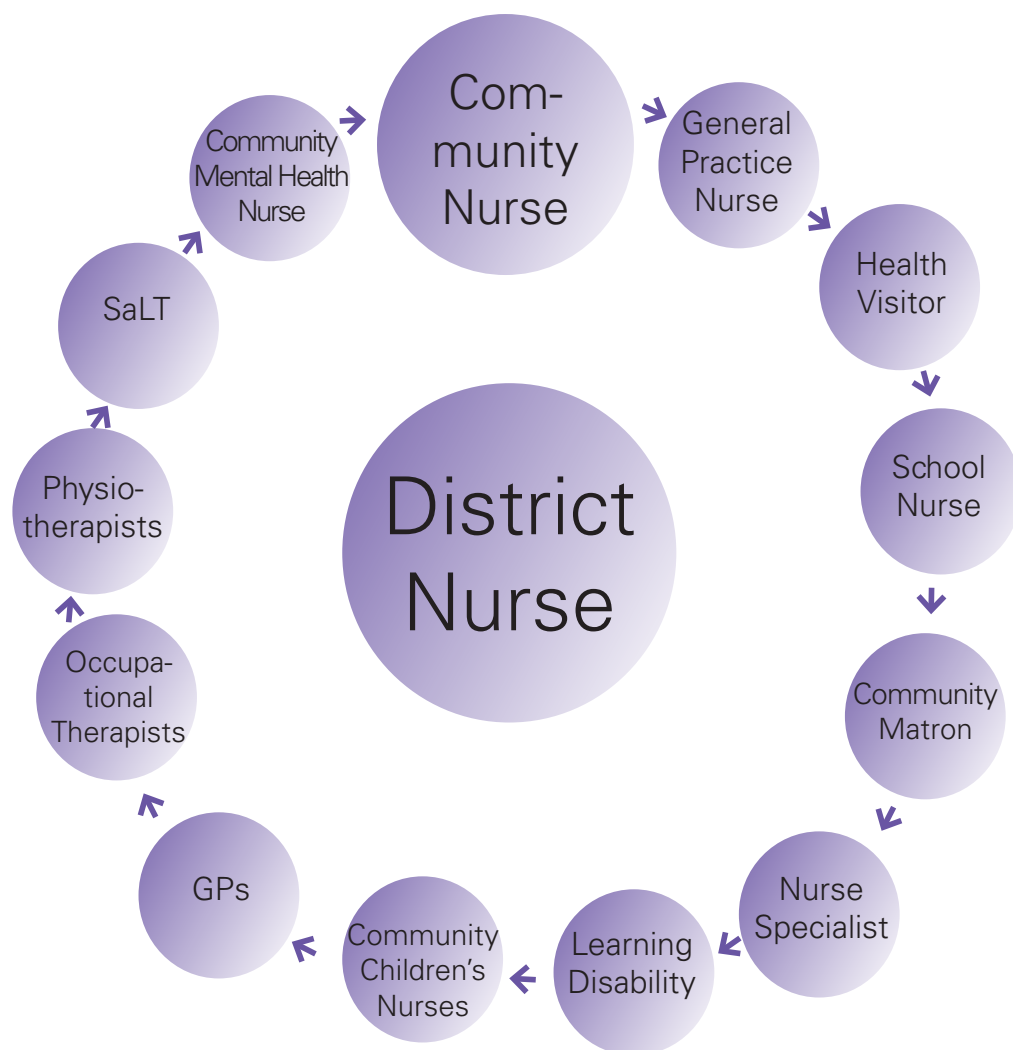 Com-
munity
Nurse
General
Practice
Nurse
Health
Visitor
School
Nurse
Community
Matron
Nurse
Specialist
Learning
Disability
Community
Children’s
Nurses
GPs
Occupa-
tional
Therapists
Physio-
therapists
SaLT
Community
Mental Health
Nurse
District
Nurse